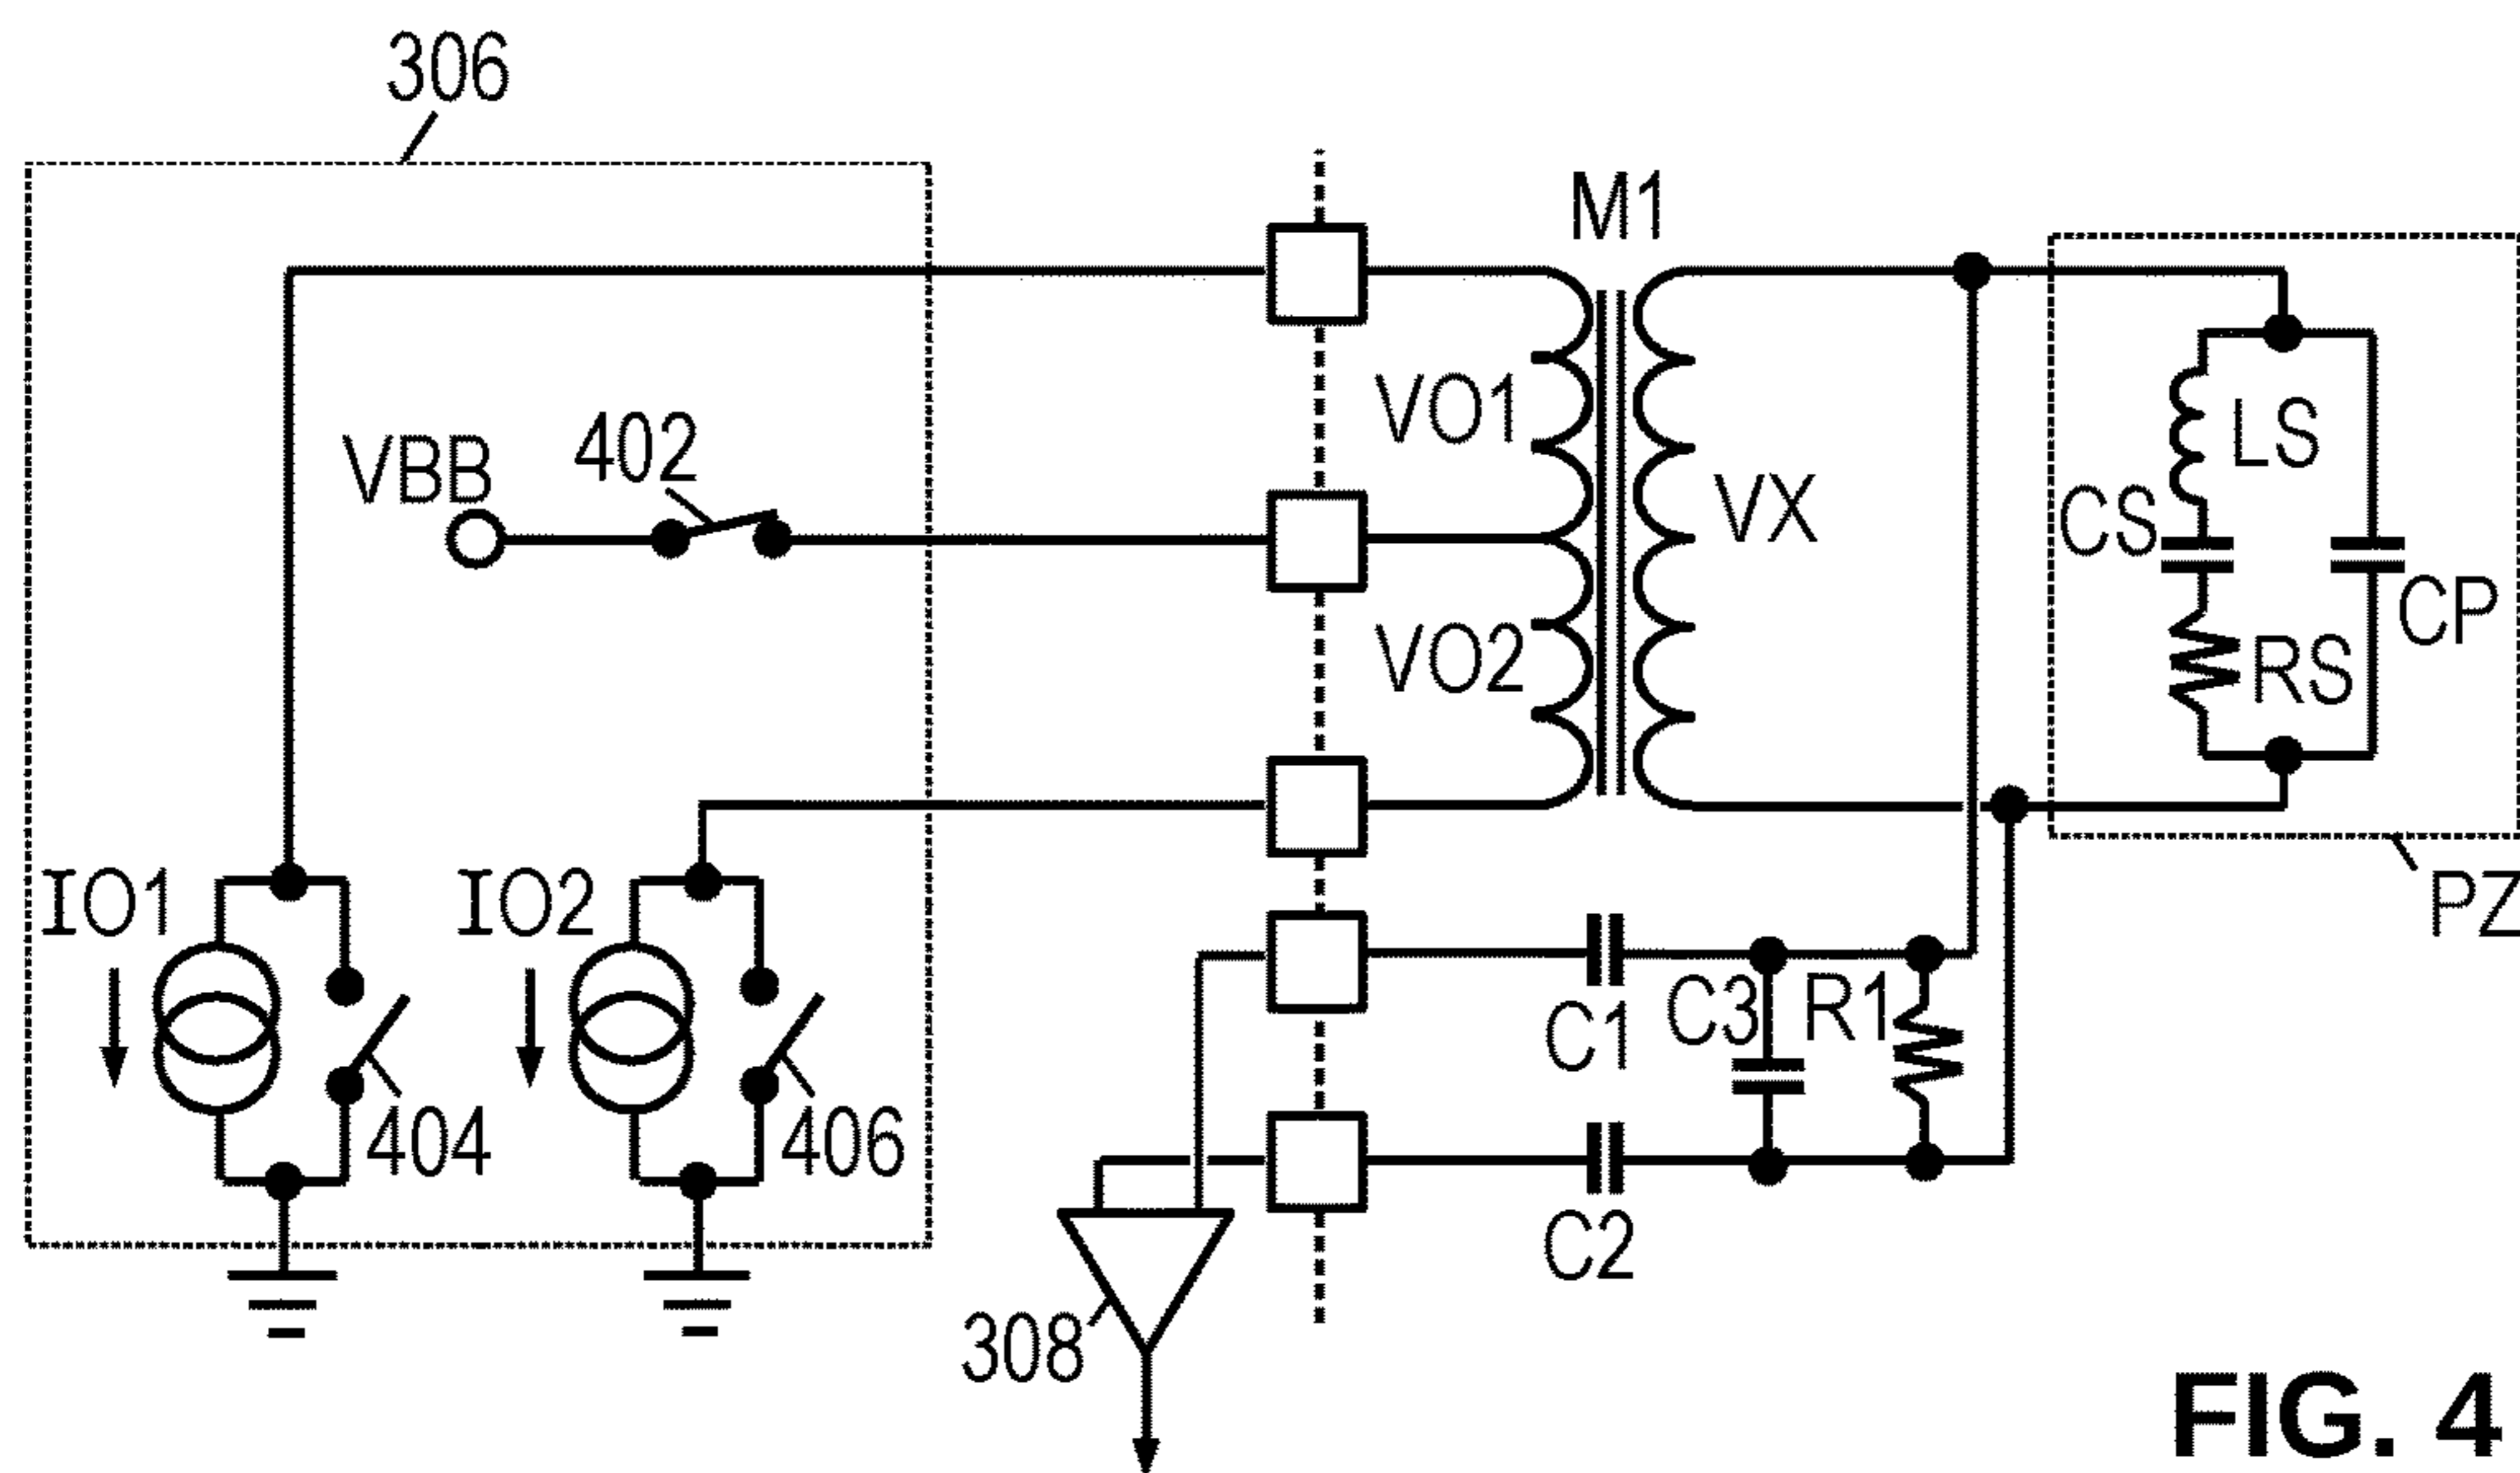 306
M1
VO1
LS
402
VBB
VX
CS
CP
VO2
RS
IO1
IO2
PZ
C3
R1
C1
404
406
C2
308
FIG. 4